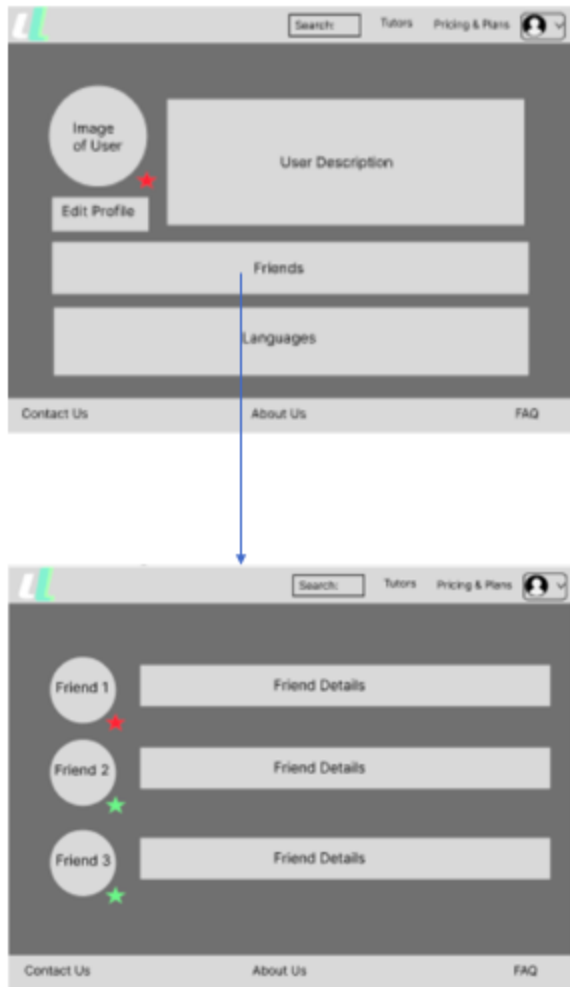 LL
Search:
Tutors
Pricing & Plans
Image
of User
User Description
Edit Profile
Friends
Languages
Contact Us
About Us
FAQ
LL
Search:
Tutors
Pricing & Plans
Friend 1
Friend Details
Friend 2
Friend Details
Friend 3
Friend Details
Contact Us
About Us
FAQ